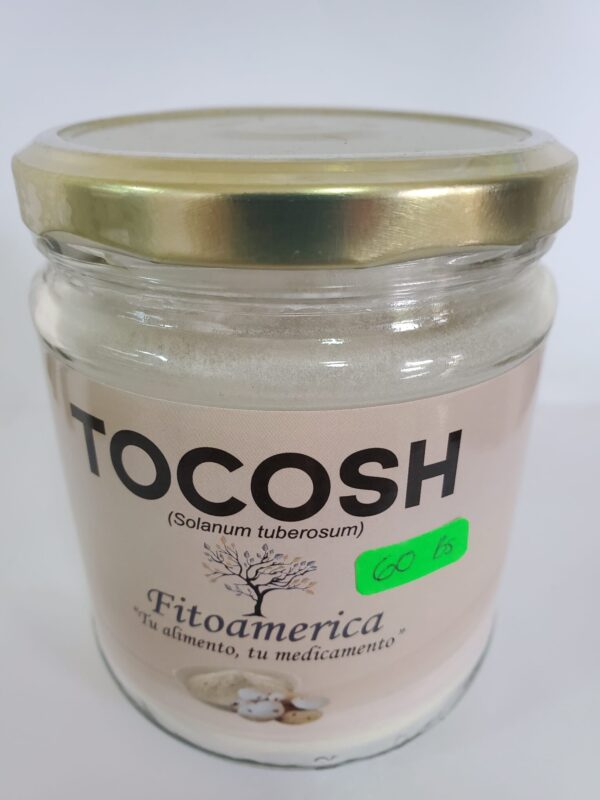 TOCOSH
(Solanum tuberosum)
60 bs
Fitoamerica
"Tu alimento, tu medicamento"